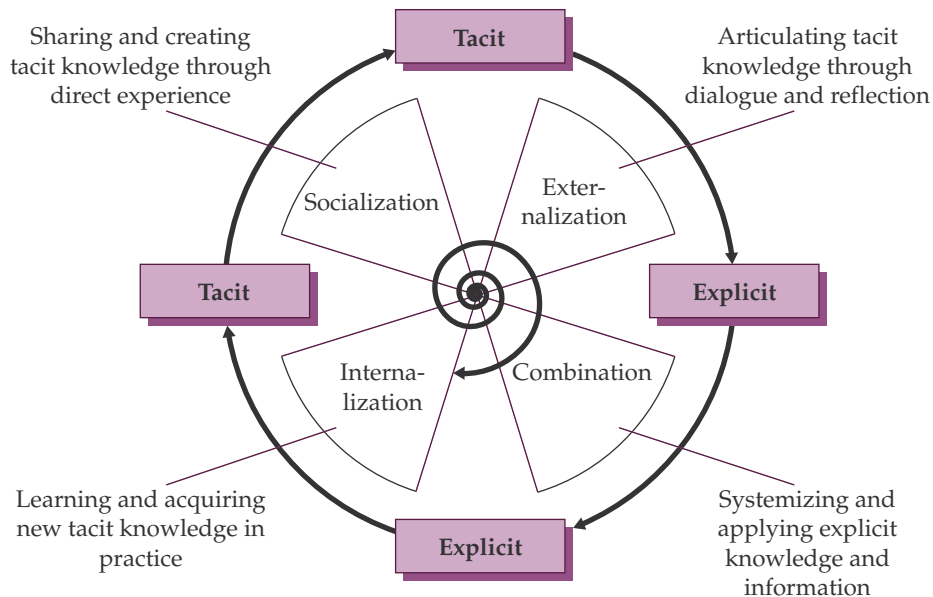 Sharing and creating
tacit knowledge through
direct experience
Tacit
Articulating tacit
knowledge through
dialogue and reflection
Socialization
Exter-
nalization
Tacit
Explicit
Interna-
lization
Combination
Learning and acquiring
new tacit knowledge in
practice
Explicit
Systemizing and
applying explicit
knowledge and
information